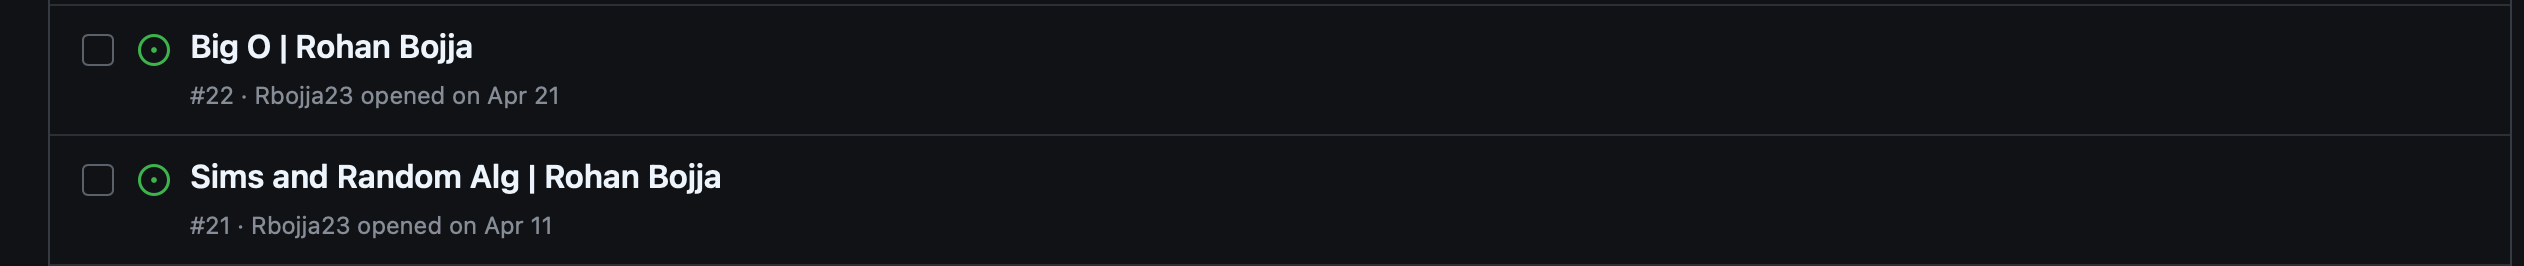 Big O | Rohan Bojja
#22 · Rbojja23 opened on Apr 21
Sims and Random Alg | Rohan Bojja
#21 · Rbojja23 opened on Apr 11